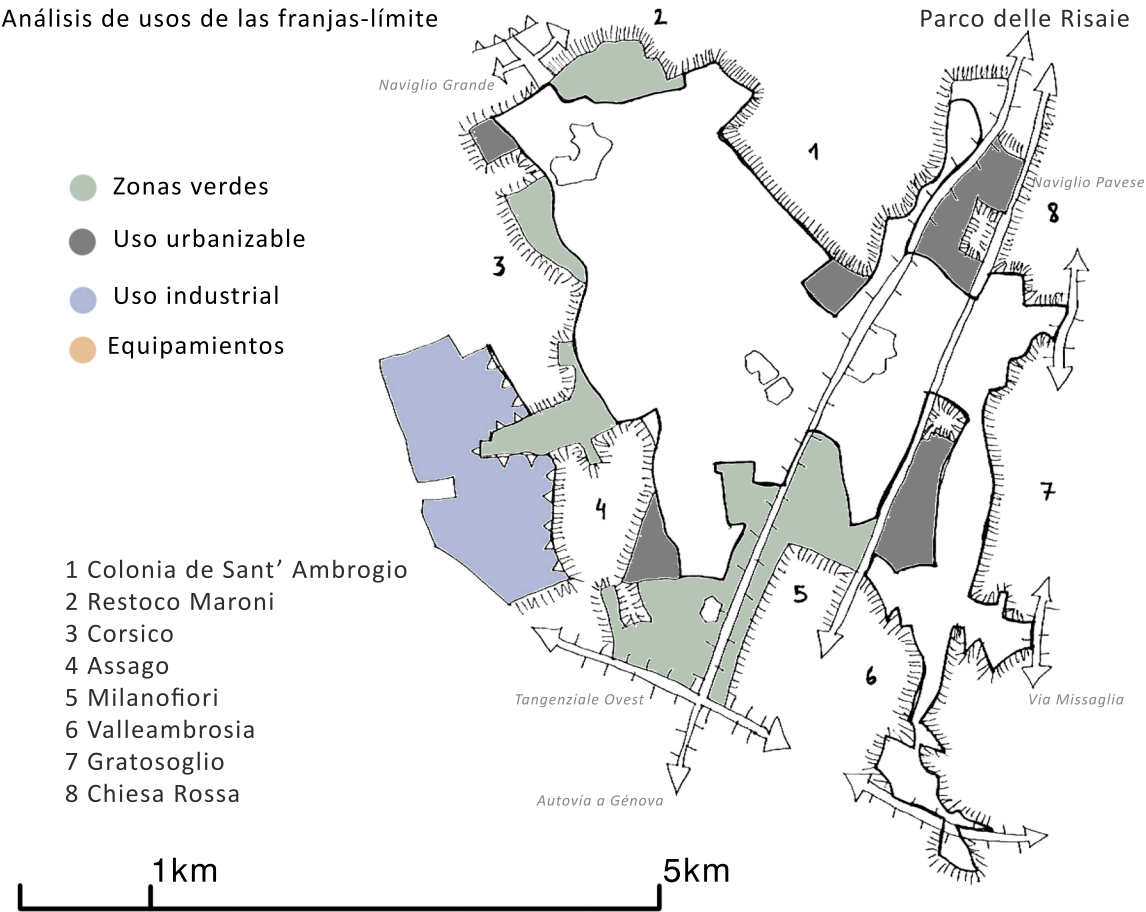 Análisis de usos de las franjas-límite
2
Parco delle Risaie
Naviglio Grande
1
Naviglio Pavese
8
Zonas verdes
Uso urbanizable
3
Uso industrial
Equipamientos
4
7
5
6
1 Colonia de Sant’ Ambrogio
2 Restoco Maroni
3 Corsico
4 Assago
5 Milanofiori
6 Valleambrosia
7 Gratosoglio
8 Chiesa Rossa
Tangenziale Ovest
Via Missaglia
Autovía a Génova
1km
5km